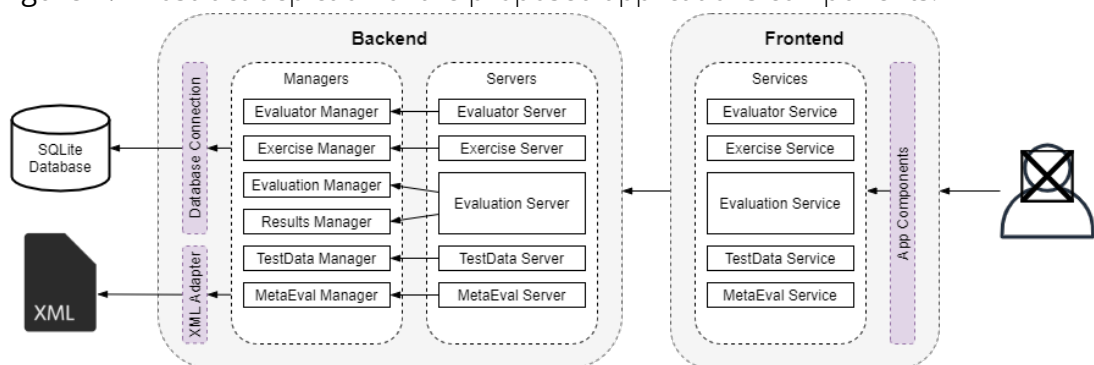 Backend
Frontend
Managers
Servers
Services
Evaluator Manager
Evaluator Server
Evaluator Service
SQLite
Database
Database Connection
Exercise Manager
Exercise Server
Exercise Service
Evaluation Manager
Evaluation Server
Evaluation Service
Results Manager
App Components
TestData Manager
TestData Server
TestData Service
XML Adapter
MetaEval Manager
MetaEval Server
MetaEval Service
XML